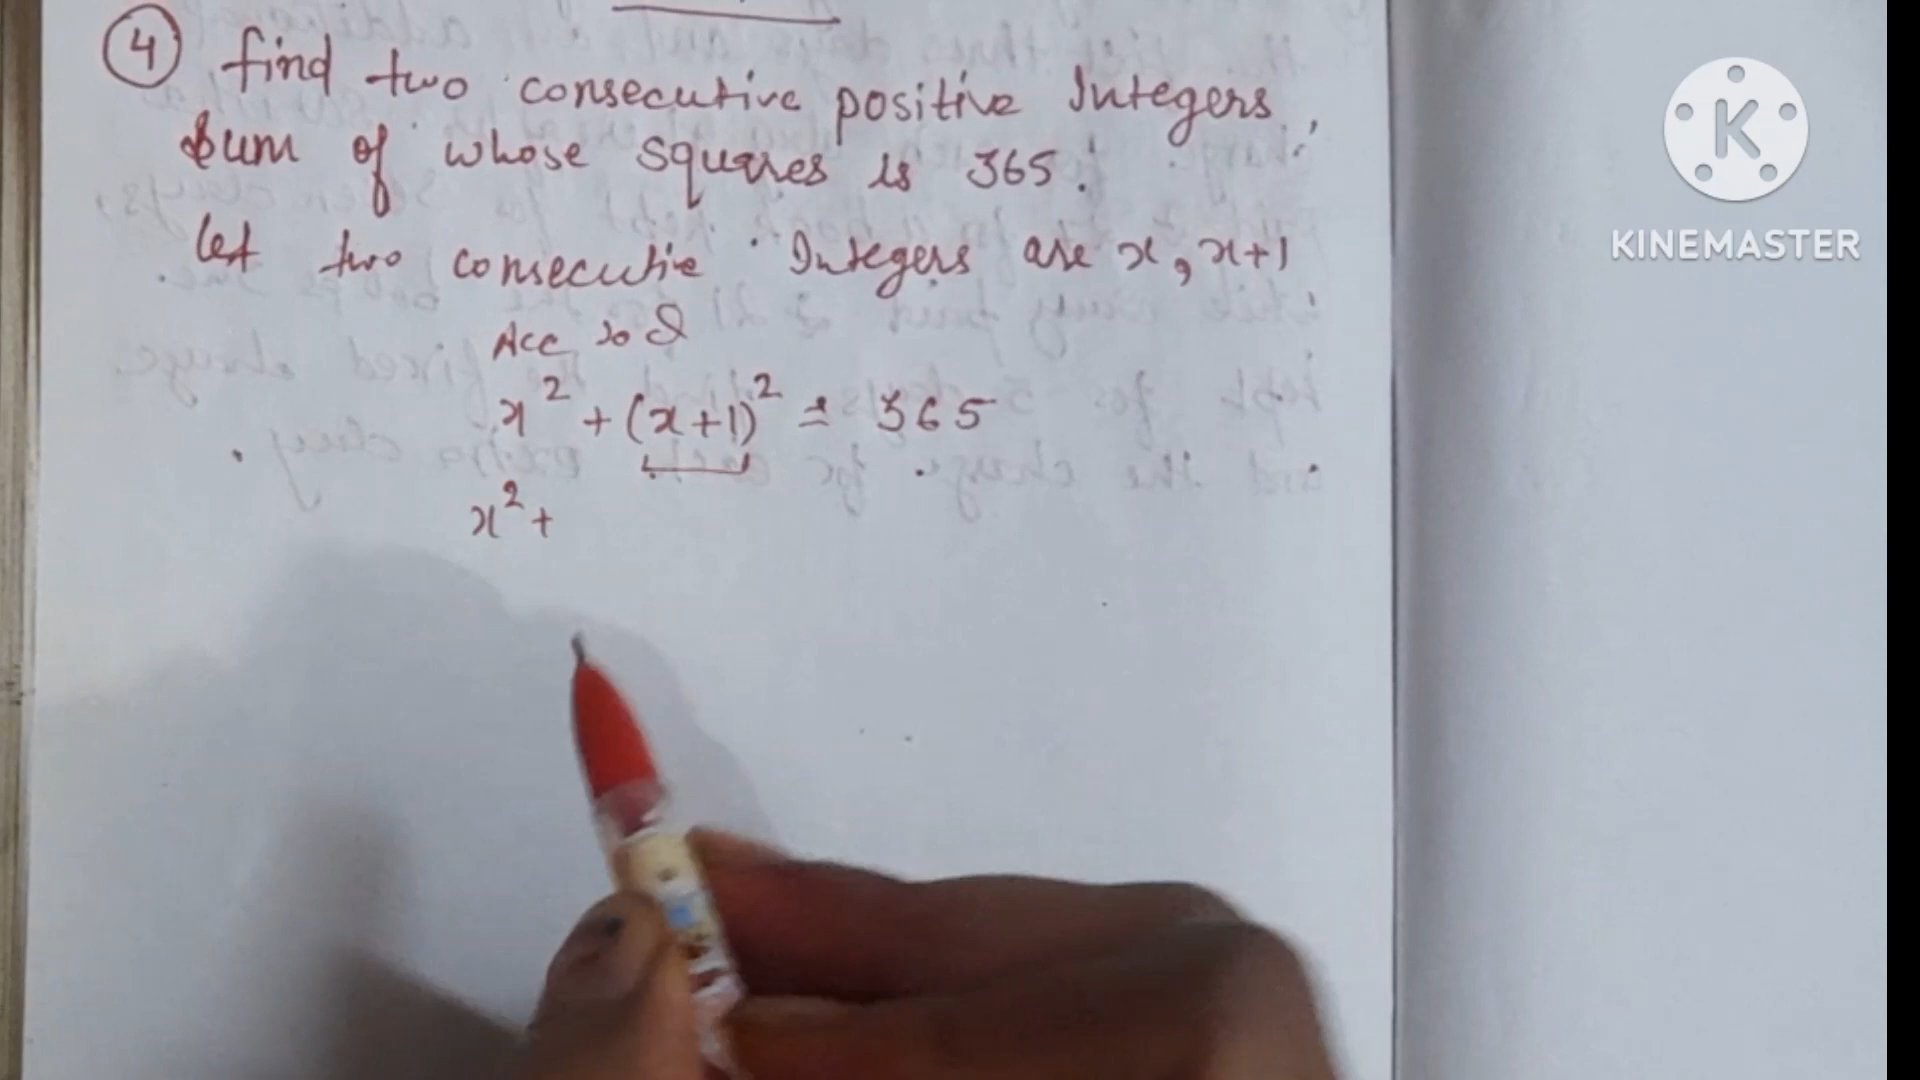 4 find two consecutive positive Integers,
Sum of whose squares is 365.
let two consecutie Integers are x, x+1
Acc to Q
x² + (x+1)² = 365
x² +
K
KINEMASTER